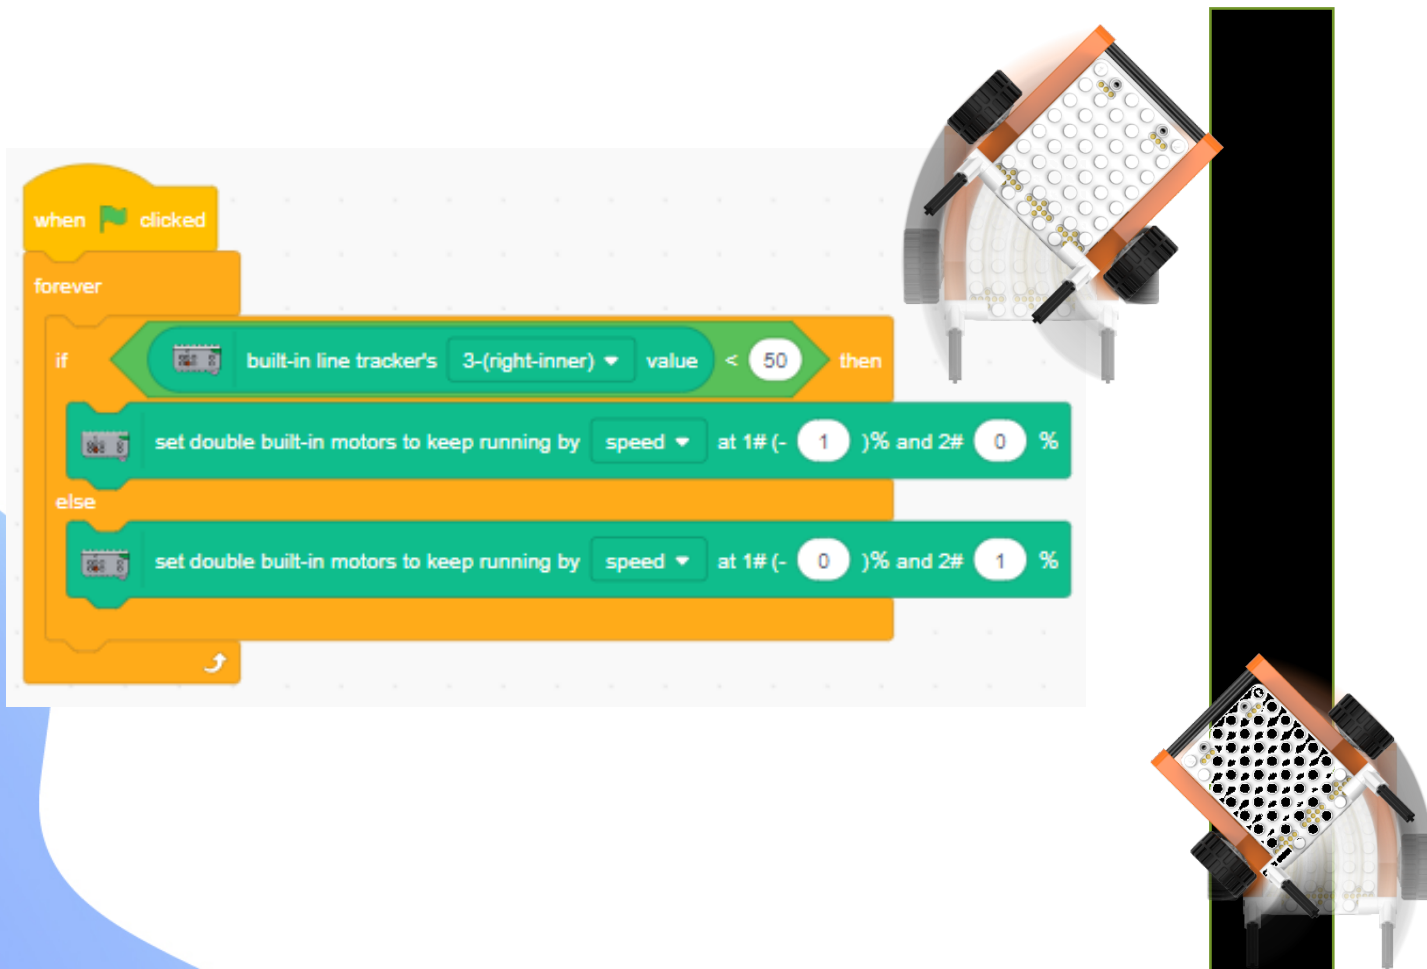 when clicked
forever
if built-in line tracker's 3-(right-inner) value < 50 then
set double built-in motors to keep running by speed at 1# (- 1 )% and 2# 0 %
else
set double built-in motors to keep running by speed at 1# (- 0 )% and 2# 1 %